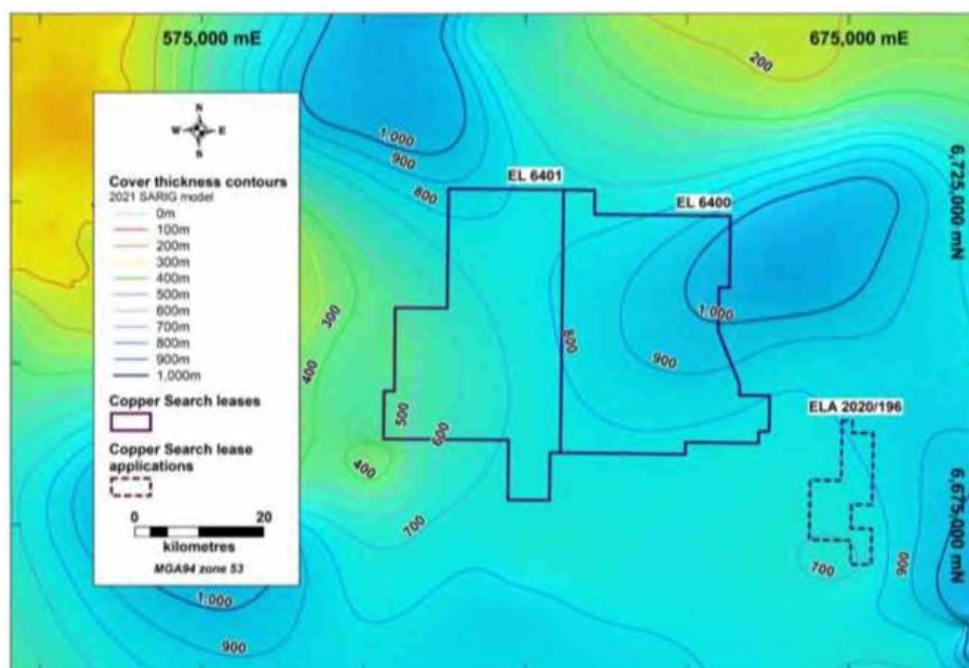 575,000 mE
675,000 mE
200
1,000
900
800
EL 6401
EL 6400
6,725,000 mN
N
W E
S
Cover thickness contours
2021 SARIG model
0m
100m
200m
300m
400m
500m
600m
700m
800m
900m
1,000m
Copper Search leases
Copper Search lease
applications
0 20
kilometres
MGA94 zone 53
300
400
500
600
400
700
800
900
1,000
ELA 2020/196
700
900
6,675,000 mN
1,000
900